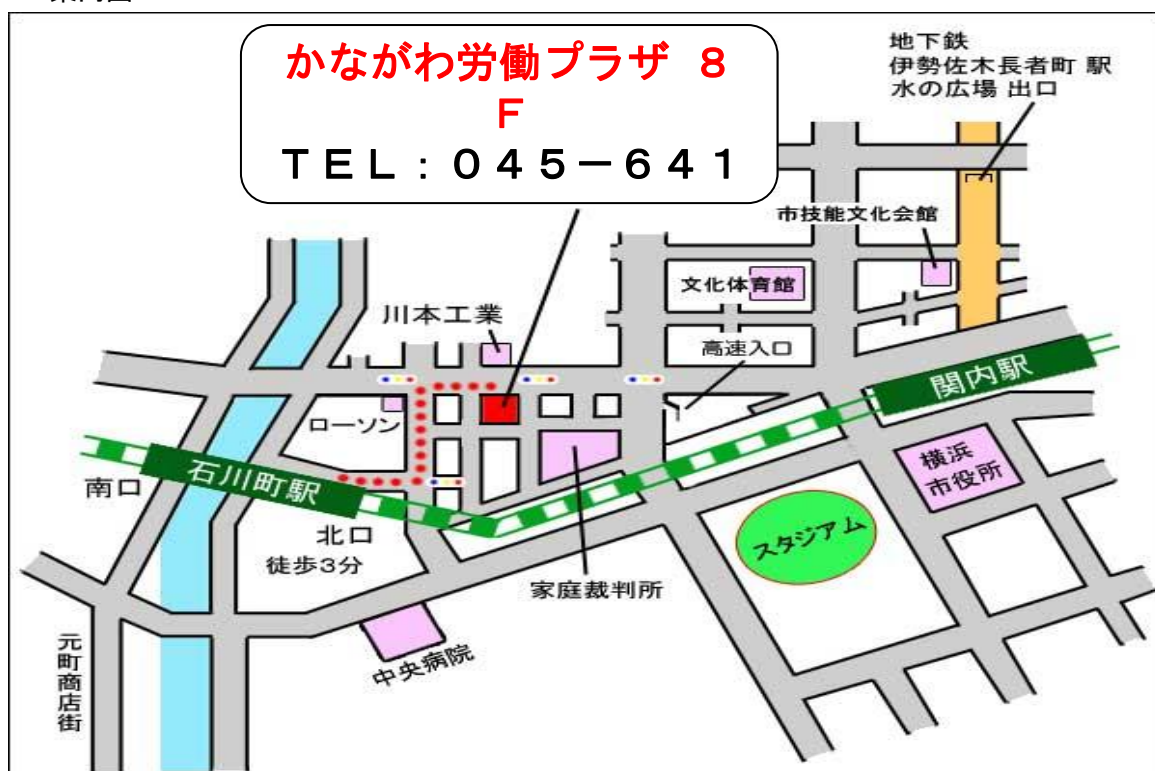 かながわ労働プラザ 8
F
TEL:045-641
地下鉄
伊勢佐木長者町 駅
水の広場 出口
市技能文化会館
文化体育館
川本工業
高速入口
関内駅
ローソン
横浜
市役所
石川町駅
南口
北口
徒歩3分
スタジアム
家庭裁判所
中央病院
元町商店街